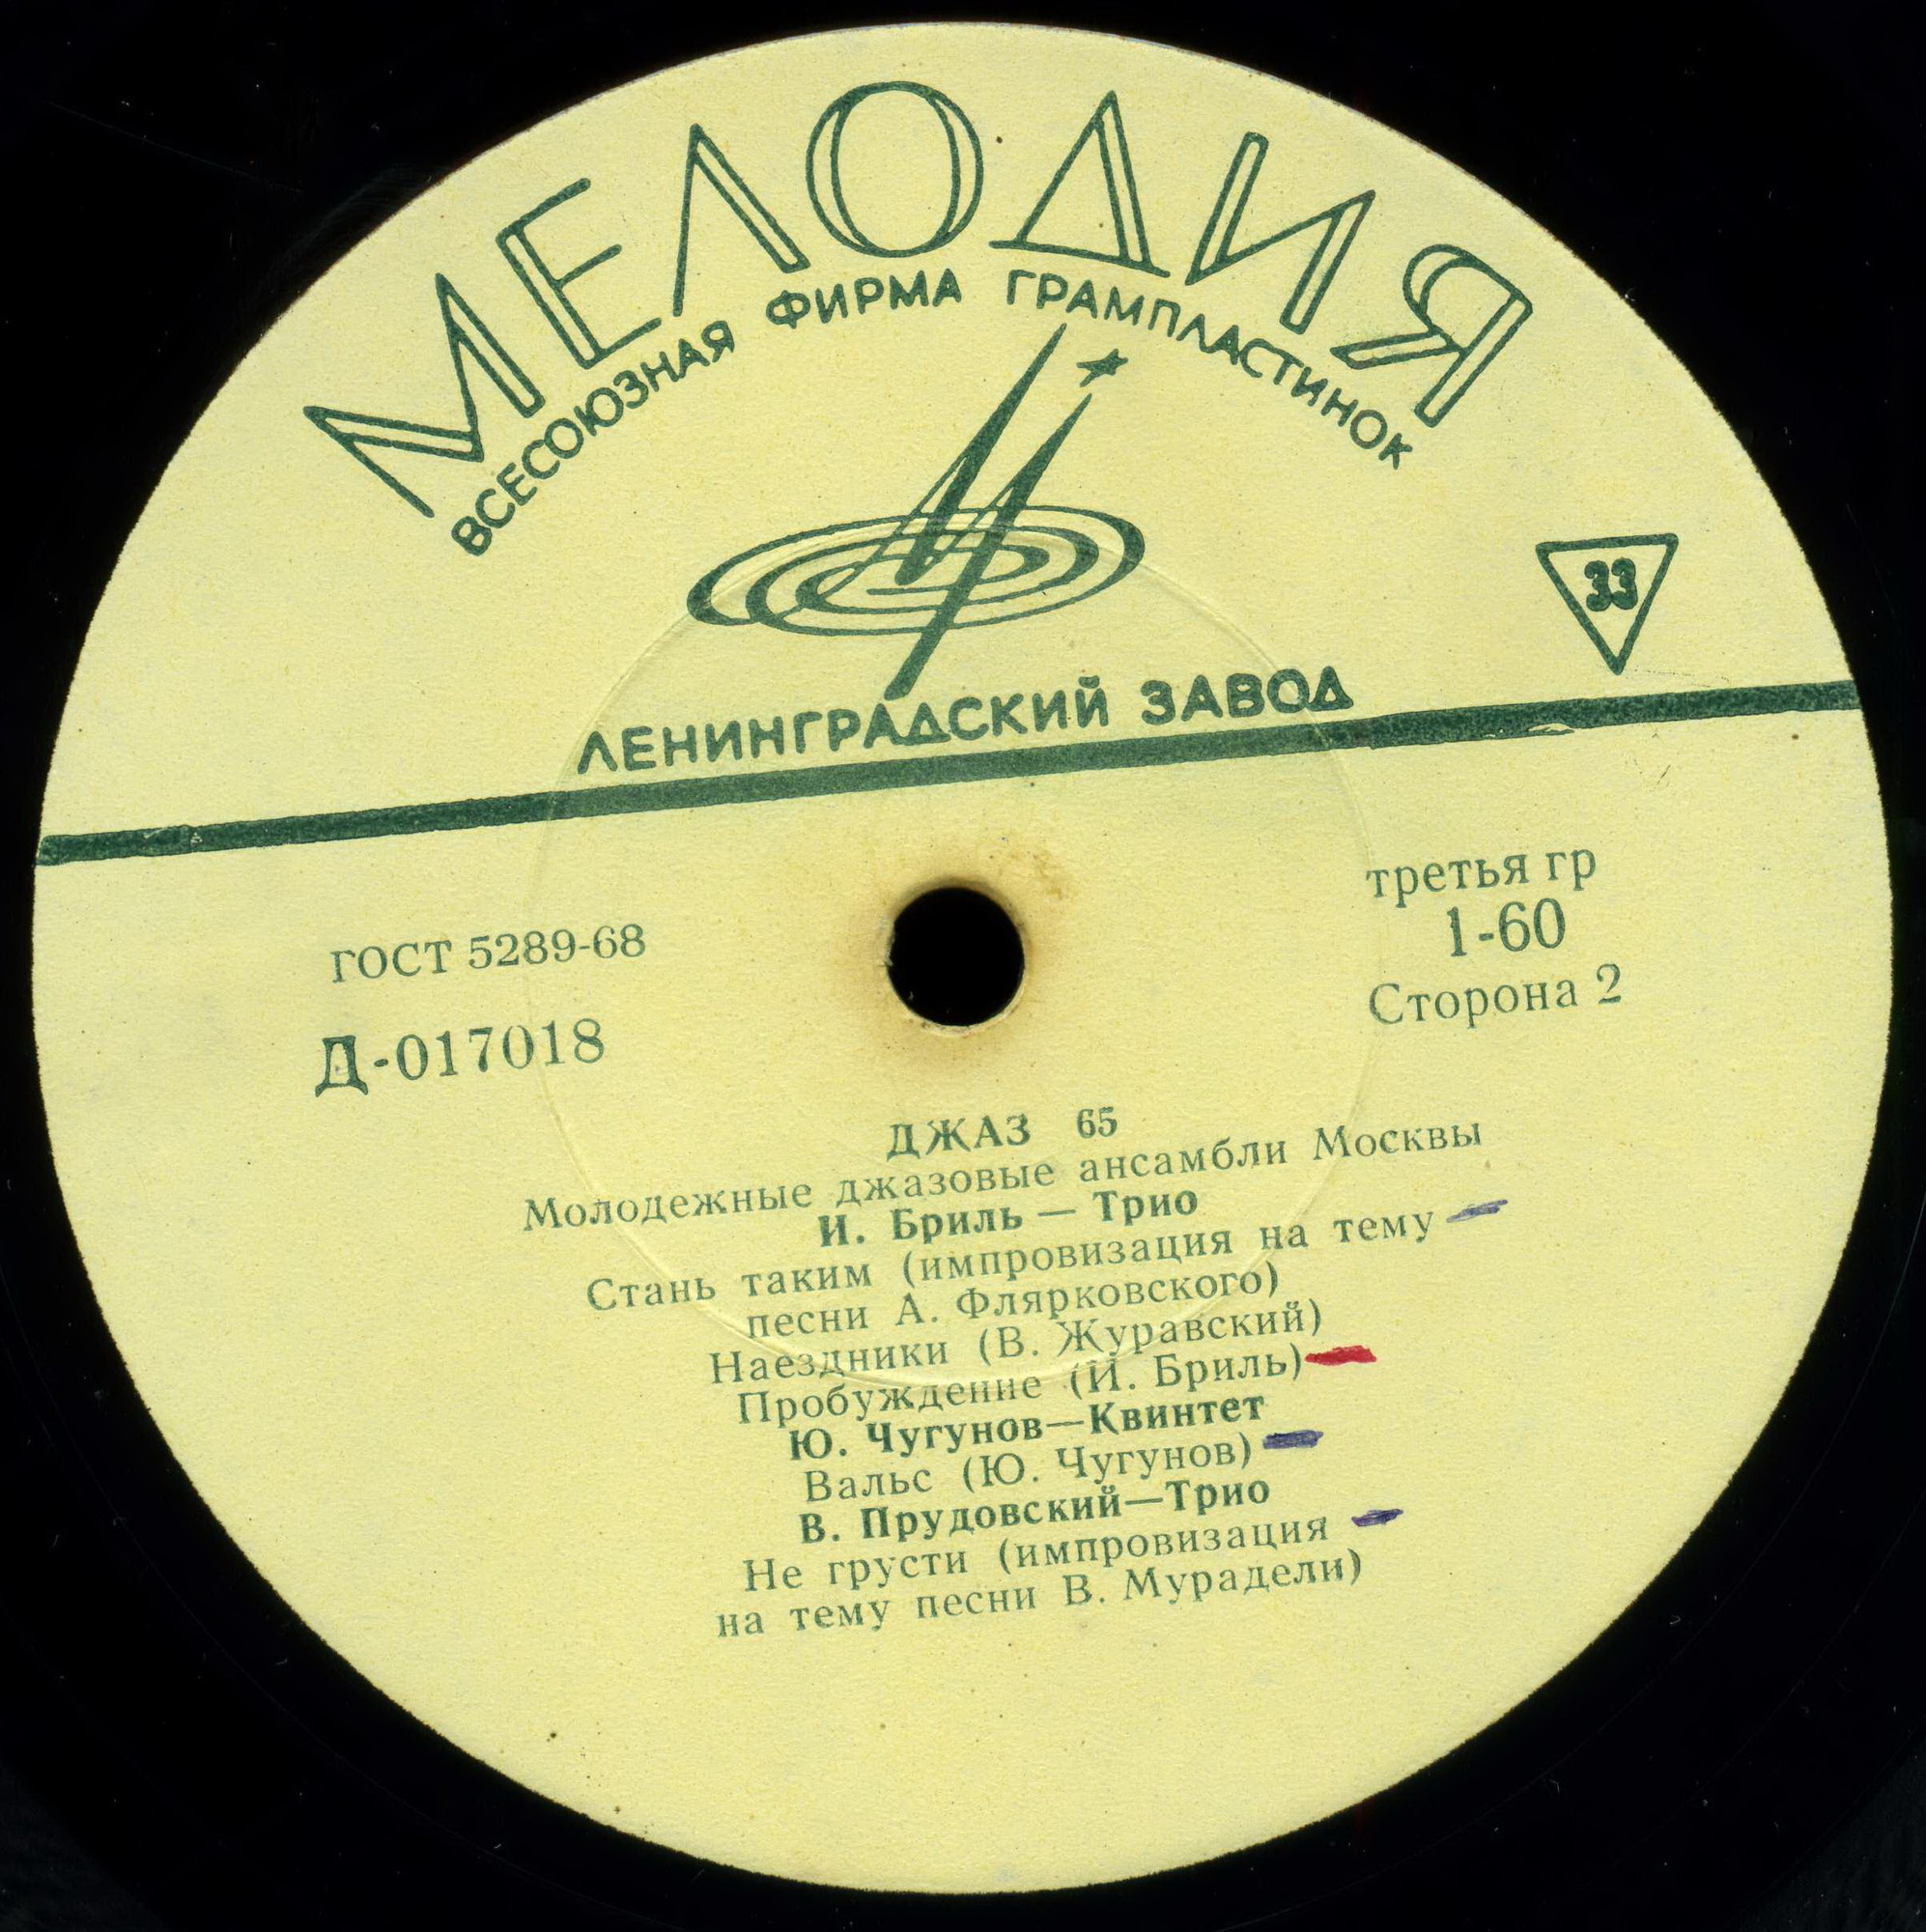 МЕЛОДИЯ
ВСЕСОЮЗНАЯ ФИРМА ГРАМПЛАСТИНОК
33
ЛЕНИНГРАДСКИЙ ЗАВОД
третья гр
1-60
Сторона 2
ГОСТ 5289-68
Д-017018
ДЖАЗ 65
Молодежные джазовые ансамбли Москвы
И. Бриль — Трио
Стань таким (импровизация на тему
песни А. Флярковского)
Наездники (В. Журавский)
Пробуждение (И. Бриль)
Ю. Чугунов—Квинтет
Вальс (Ю. Чугунов)
В. Прудовский—Трио
Не грусти (импровизация
на тему песни В. Мурадели)